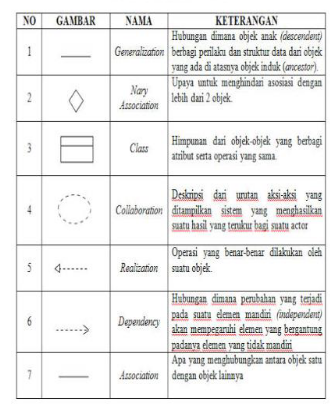 NO GAMBAR NAMA KETERANGAN
1 Generalization Hubungan dimana objek anak (descendent)
berbagi perilaku dan struktur data dari objek
yang ada di atasnya objek induk (ancestor).
2 Nary
Association Upaya untuk menghindari asosiasi dengan
lebih dari 2 objek.
3 Class Himpunan dari objek-objek yang berbagi
atribut serta operasi yang sama.
4 Collaboration Deskripsi dari urutan aksi-aksi yang
ditampilkan sistem yang menghasilkan
suatu hasil yang terukur bagi suatu actor
5 Realization Operasi yang benar-benar dilakukan oleh
suatu objek.
6 Dependency Hubungan dimana perubahan yang terjadi
pada suatu elemen mandiri (independent)
akan mempegaruhi elemen yang bergantung
padanya elemen yang tidak mandiri
7 Association Apa yang menghubungkan antara objek satu
dengan objek lainnya